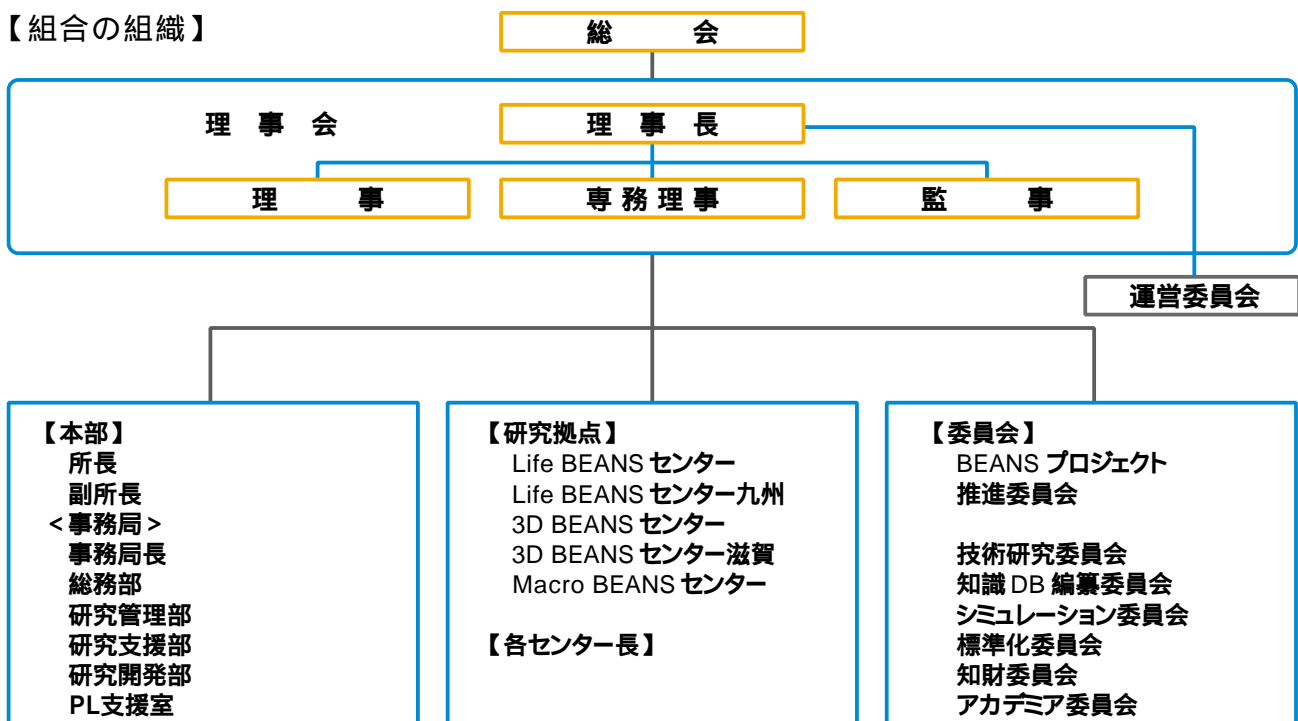 【組合の組織】
総会
理事会
理事長
理事
専務理事
監事
運営委員会
【本部】
所長
副所長
<事務局>
事務局長
総務部
研究管理部
研究支援部
研究開発部
PL支援室
【研究拠点】
Life BEANS センター
Life BEANS センター九州
3D BEANS センター
3D BEANS センター滋賀
Macro BEANS センター
【各センター長】
【委員会】
BEANS プロジェクト
推進委員会
技術研究委員会
知識 DB 編纂委員会
シミュレーション委員会
標準化委員会
知財委員会
アカデミア委員会